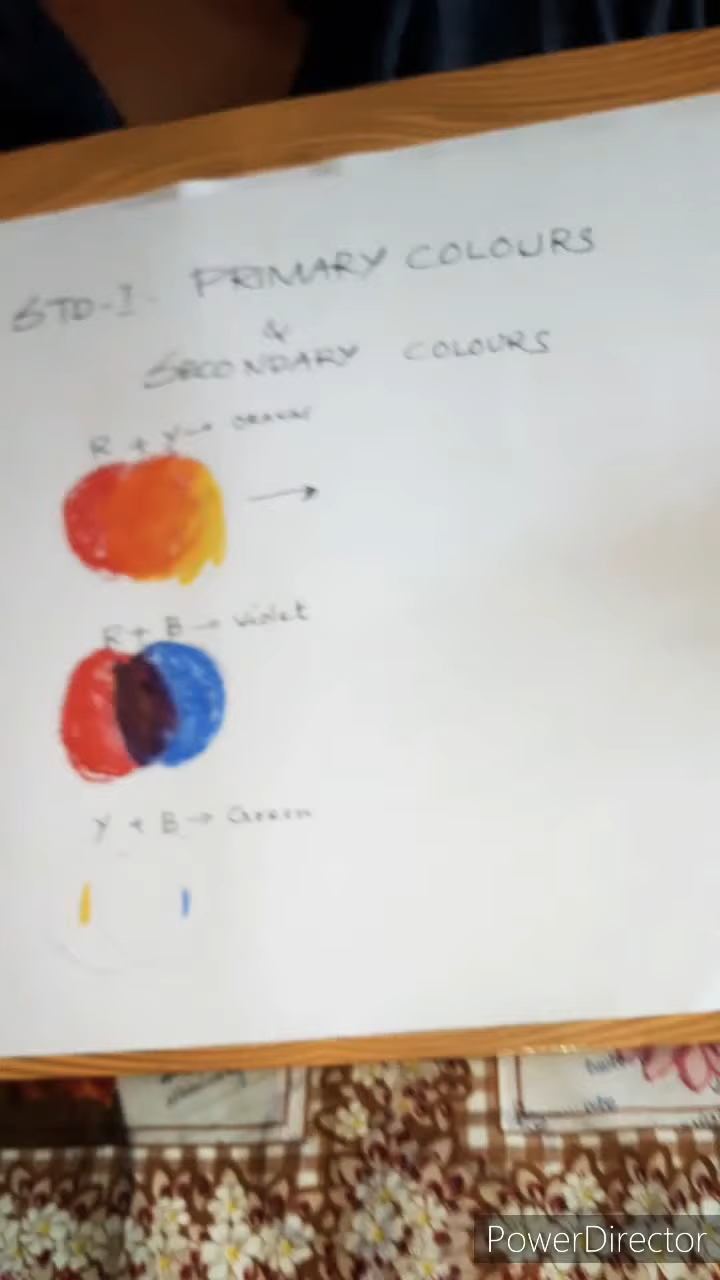 STD-I. PRIMARY COLOURS
&
SECONDARY COLOURS
R + Y → orange
R + B → violet
Y + B → Green
PowerDirector